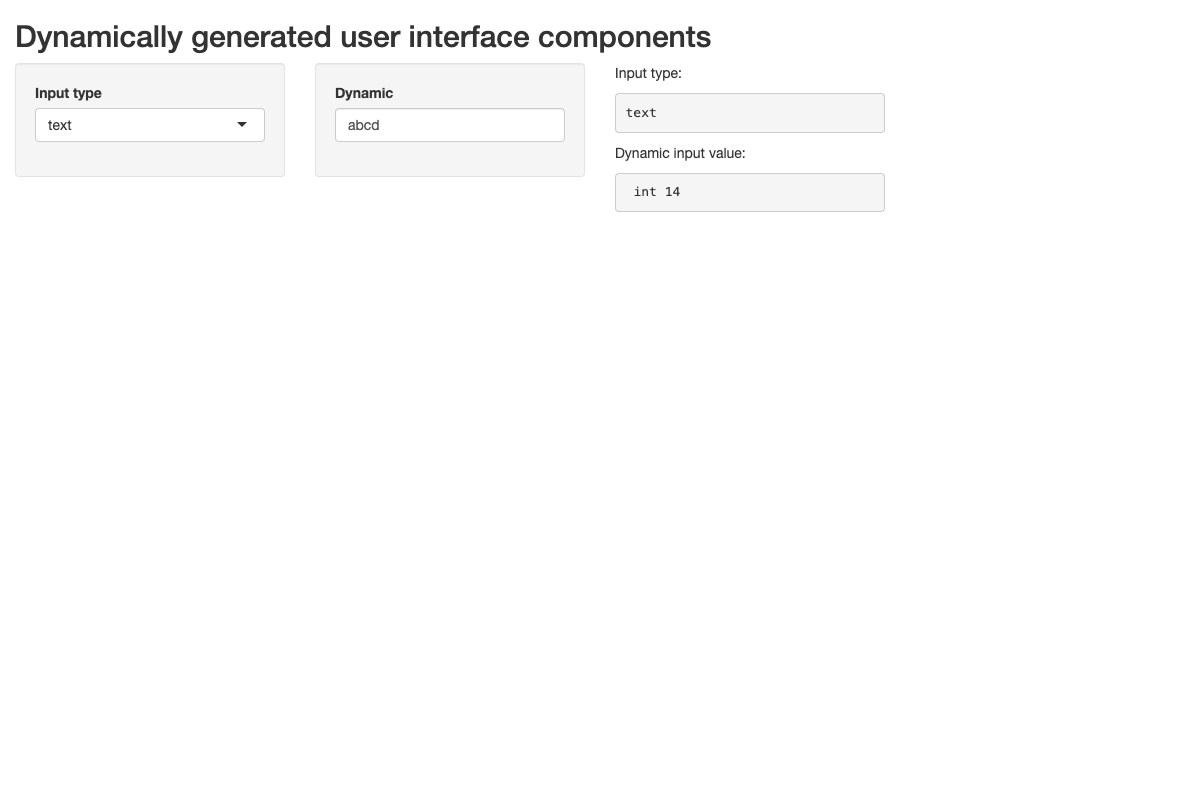 Dynamically generated user interface components
Input type
text
Dynamic
abcd
Input type:
text
Dynamic input value:
int 14